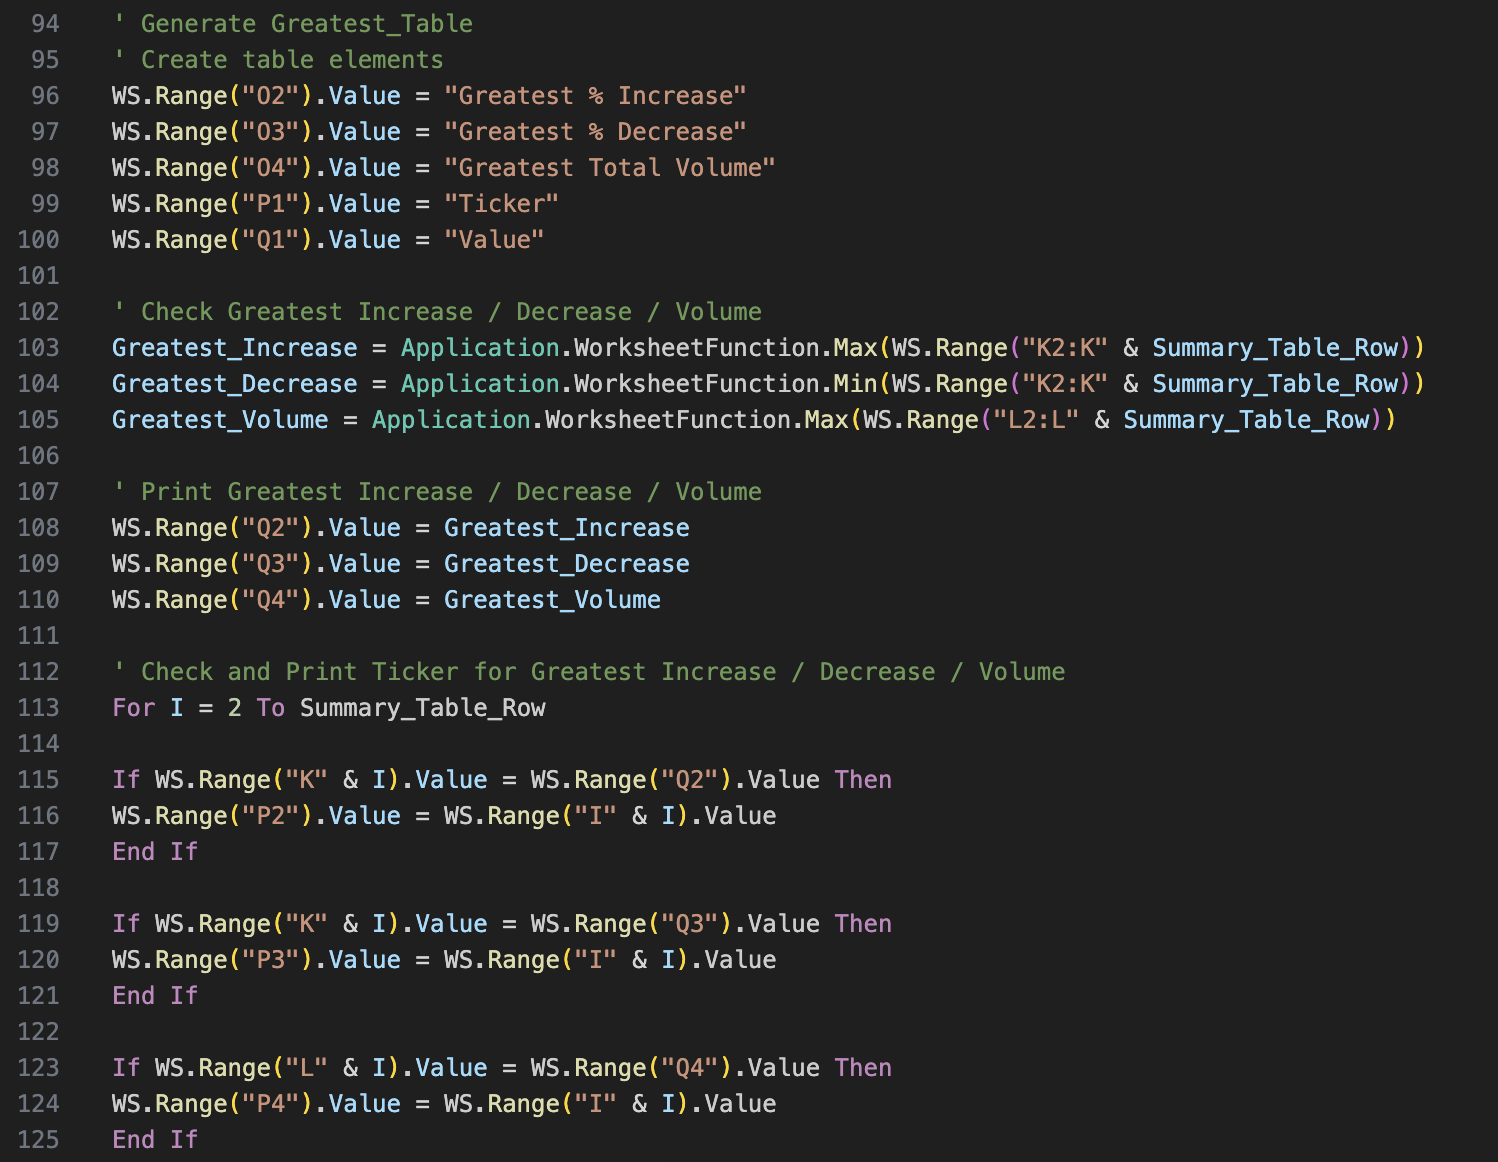 94 ' Generate Greatest_Table
95 ' Create table elements
96 WS.Range("O2").Value = "Greatest % Increase"
97 WS.Range("O3").Value = "Greatest % Decrease"
98 WS.Range("O4").Value = "Greatest Total Volume"
99 WS.Range("P1").Value = "Ticker"
100 WS.Range("Q1").Value = "Value"
101
102 ' Check Greatest Increase / Decrease / Volume
103 Greatest_Increase = Application.WorksheetFunction.Max(WS.Range("K2:K" & Summary_Table_Row))
104 Greatest_Decrease = Application.WorksheetFunction.Min(WS.Range("K2:K" & Summary_Table_Row))
105 Greatest_Volume = Application.WorksheetFunction.Max(WS.Range("L2:L" & Summary_Table_Row))
106
107 ' Print Greatest Increase / Decrease / Volume
108 WS.Range("Q2").Value = Greatest_Increase
109 WS.Range("Q3").Value = Greatest_Decrease
110 WS.Range("Q4").Value = Greatest_Volume
111
112 ' Check and Print Ticker for Greatest Increase / Decrease / Volume
113 For I = 2 To Summary_Table_Row
114
115 If WS.Range("K" & I).Value = WS.Range("Q2").Value Then
116 WS.Range("P2").Value = WS.Range("I" & I).Value
117 End If
118
119 If WS.Range("K" & I).Value = WS.Range("Q3").Value Then
120 WS.Range("P3").Value = WS.Range("I" & I).Value
121 End If
122
123 If WS.Range("L" & I).Value = WS.Range("Q4").Value Then
124 WS.Range("P4").Value = WS.Range("I" & I).Value
125 End If